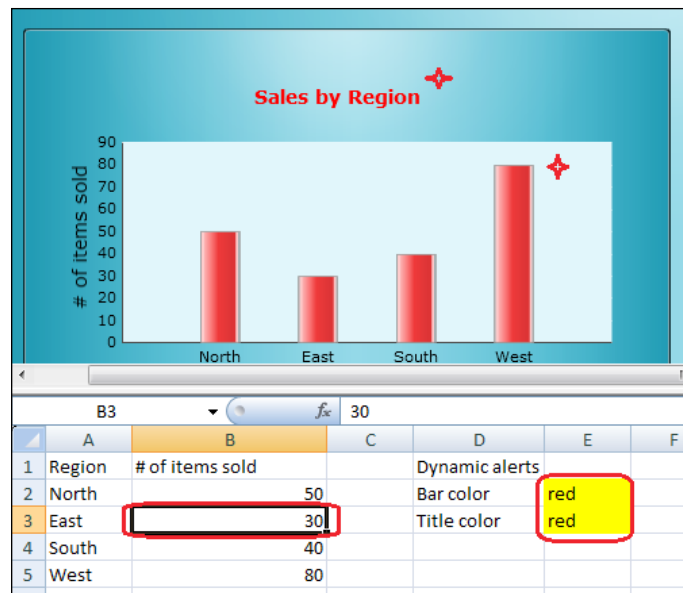 Sales by Region
# of items sold
90
80
70
60
50
40
30
20
10
0
North East South West
B3 fx 30
A B C D E F
1 Region # of items sold Dynamic alerts
2 North 50 Bar color red
3 East 30 Title color red
4 South 40
5 West 80